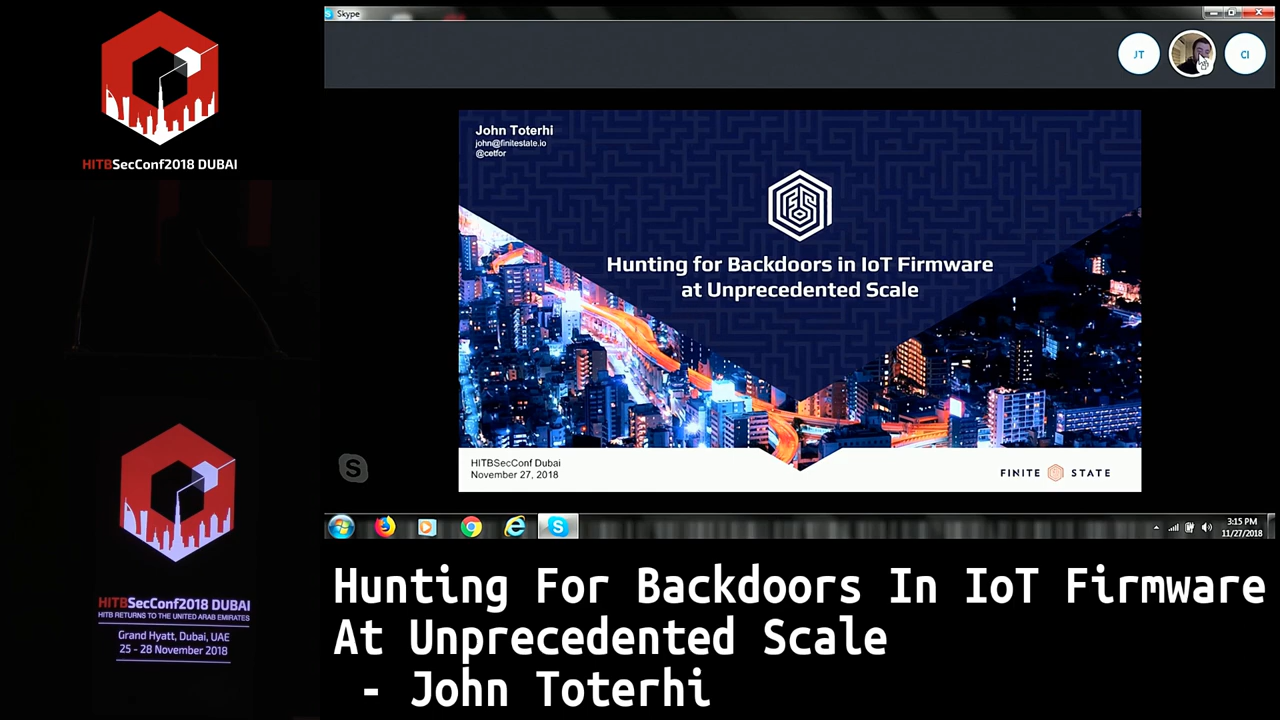 HITBSecConf2018 DUBAI
HITBSecConf2018 DUBAI
HITB RETURNS TO THE UNITED ARAB EMIRATES
Grand Hyatt, Dubai, UAE
25 - 28 November 2018
Skype
JT
CI
John Toterhi
john@finitestate.io
@cetfor
Hunting for Backdoors in IoT Firmware
at Unprecedented Scale
HITBSecConf Dubai
November 27, 2018
FINITE STATE
3:15 PM
11/27/2018
Hunting For Backdoors In IoT Firmware
At Unprecedented Scale
- John Toterhi